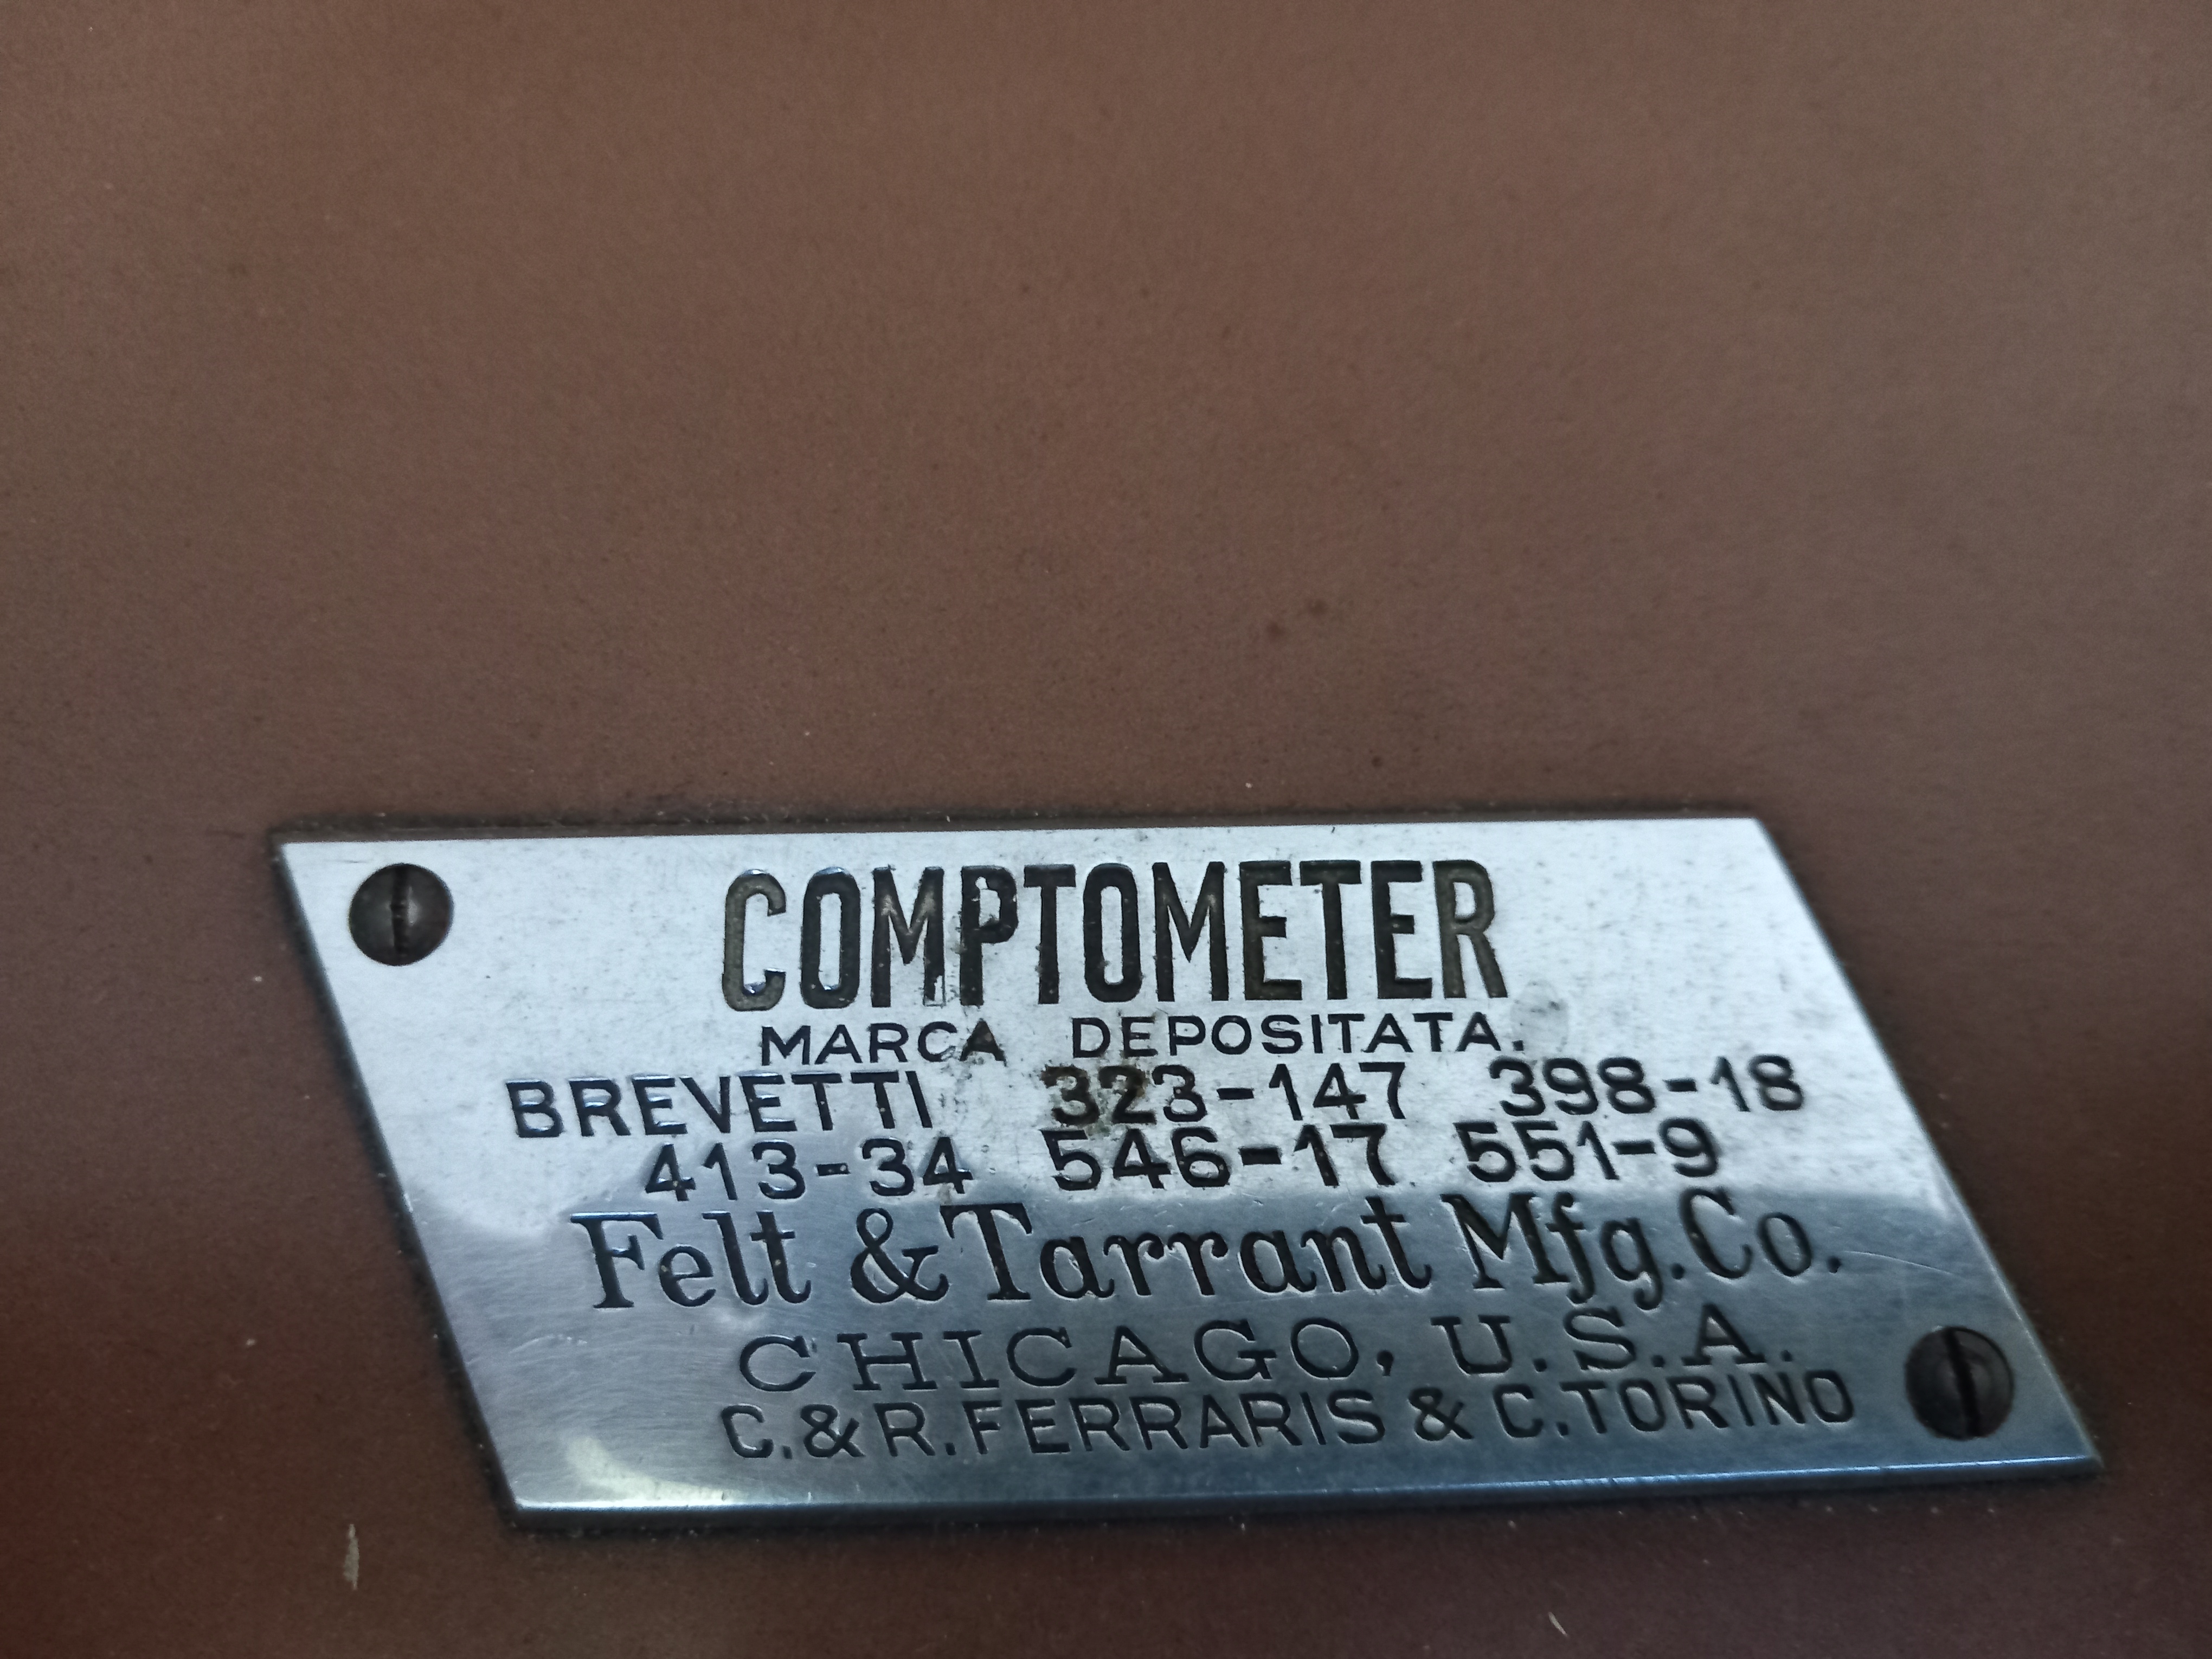 COMPTOMETER
MARCA DEPOSITATA.
BREVETTI 323-147 398-18
413-34 546-17 551-9
Felt & Tarrant Mfg. Co.
CHICAGO, U.S.A.
C.&R.FERRARIS & C.TORINO